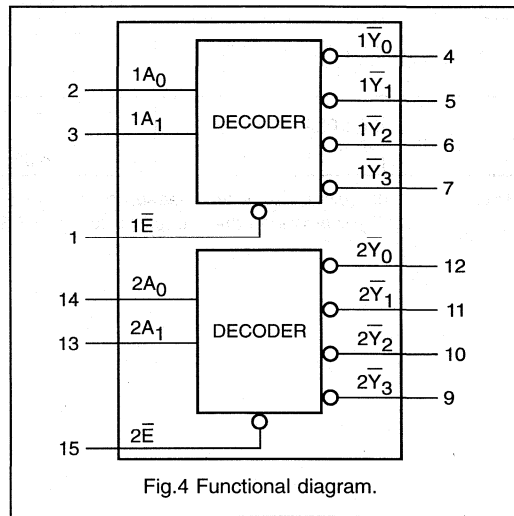 1Y̅0 4
2 1A0
1Y̅1 5
3 1A1
DECODER
1Y̅2 6
1Y̅3 7
1 1E̅
2Y̅0 12
14 2A0
2Y̅1 11
13 2A1
DECODER
2Y̅2 10
2Y̅3 9
15 2E̅
Fig.4 Functional diagram.